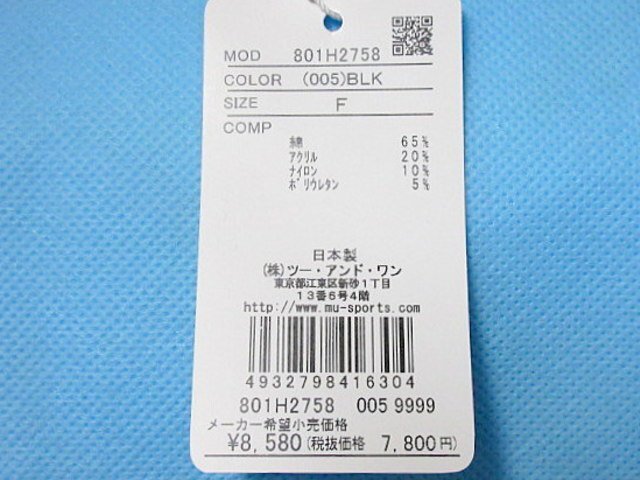 MOD 801H2758
COLOR (005)BLK
SIZE F
COMP
綿 65%
アクリル 20%
ナイロン 10%
ポリウレタン 5%
日本製
(株)ツー・アンド・ワン
東京都江東区新砂1丁目
13番6号4階
http://www.mu-sports.com
4932798416304
801H2758 005 9999
メーカー希望小売価格
¥8,580(税抜価格 7,800円)